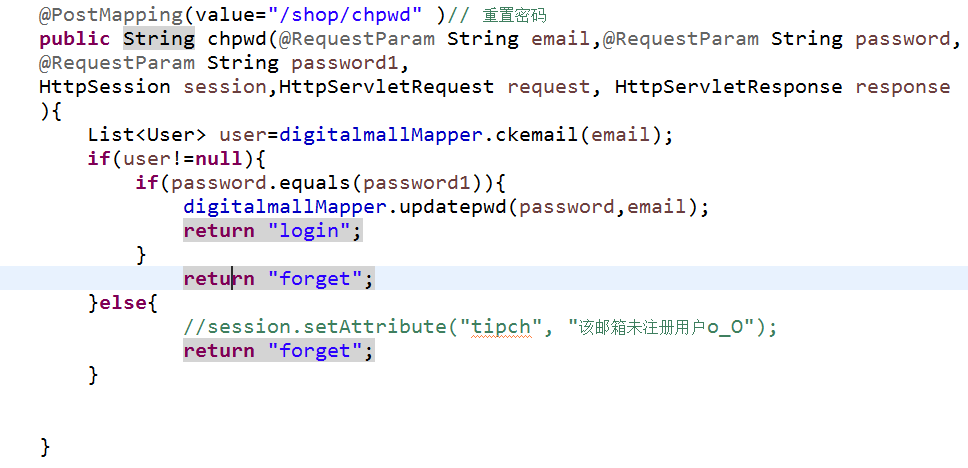 @PostMapping(value="/shop/chpwd" )// 重置密码
public String chpwd(@RequestParam String email,@RequestParam String password,
@RequestParam String password1,
HttpSession session,HttpServletRequest request, HttpServletResponse response
){
List<User> user=digitalmallMapper.ckemail(email);
if(user!=null){
if(password.equals(password1)){
digitalmallMapper.updatepwd(password,email);
return "login";
}
return "forget";
}else{
//session.setAttribute("tipch", "该邮箱未注册用户o_O");
return "forget";
}
}